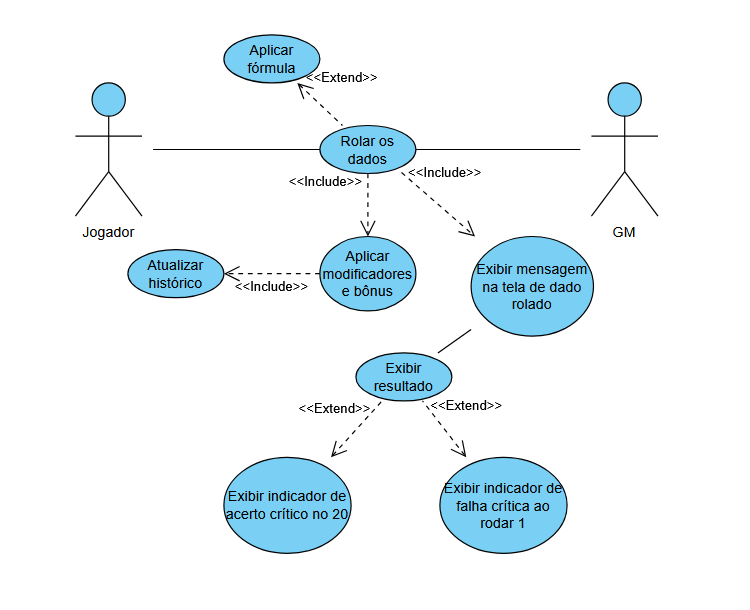 Aplicar
fórmula
<<Extend>>
Rolar os
dados
<<Include>>
<<Include>>
Jogador
GM
Aplicar
modificadores
e bônus
Atualizar
histórico
<<Include>>
Exibir mensagem
na tela de dado
rolado
Exibir
resultado
<<Extend>>
<<Extend>>
Exibir indicador de
acerto crítico no 20
Exibir indicador de
falha crítica ao
rodar 1